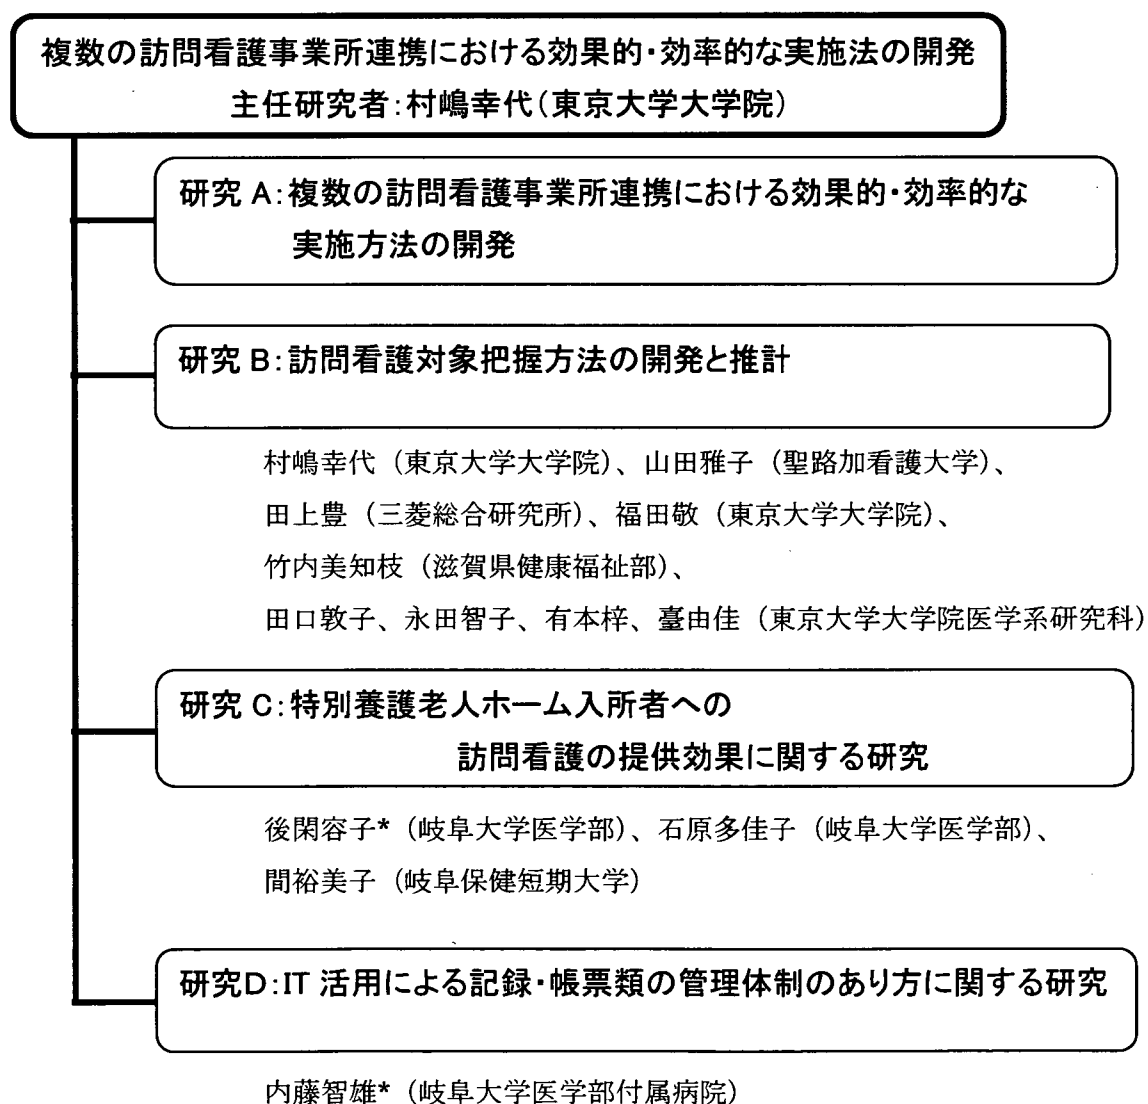 複数の訪問看護事業所連携における効果的・効率的な実施法の開発
主任研究者:村嶋幸代(東京大学大学院)
研究 A:複数の訪問看護事業所連携における効果的・効率的な
実施方法の開発
研究 B:訪問看護対象把握方法の開発と推計
村嶋幸代(東京大学大学院)、山田雅子(聖路加看護大学)、
田上豊(三菱総合研究所)、福田敬(東京大学大学院)、
竹内美知枝(滋賀県健康福祉部)、
田口敦子、永田智子、有本梓、臺由佳(東京大学大学院医学系研究科)
研究 C:特別養護老人ホーム入所者への
訪問看護の提供効果に関する研究
後閑容子*(岐阜大学医学部)、石原多佳子(岐阜大学医学部)、
間裕美子(岐阜保健短期大学)
研究D:IT 活用による記録・帳票類の管理体制のあり方に関する研究
内藤智雄*(岐阜大学医学部付属病院)